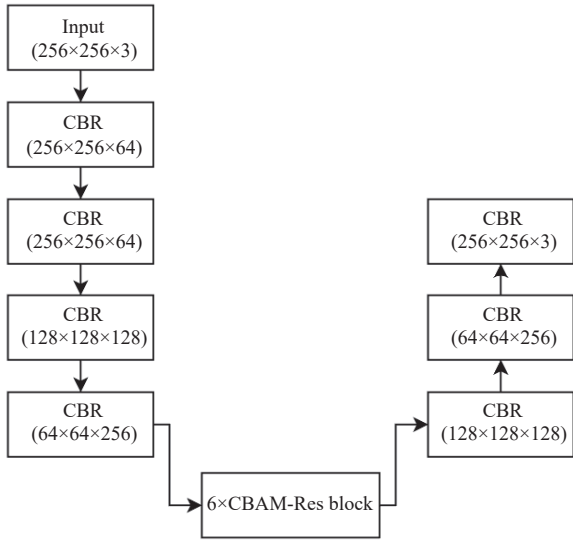 Input
(256×256×3)
CBR
(256×256×64)
CBR
(256×256×64)
CBR
(128×128×128)
CBR
(64×64×256)
6×CBAM-Res block
CBR
(128×128×128)
CBR
(64×64×256)
CBR
(256×256×3)